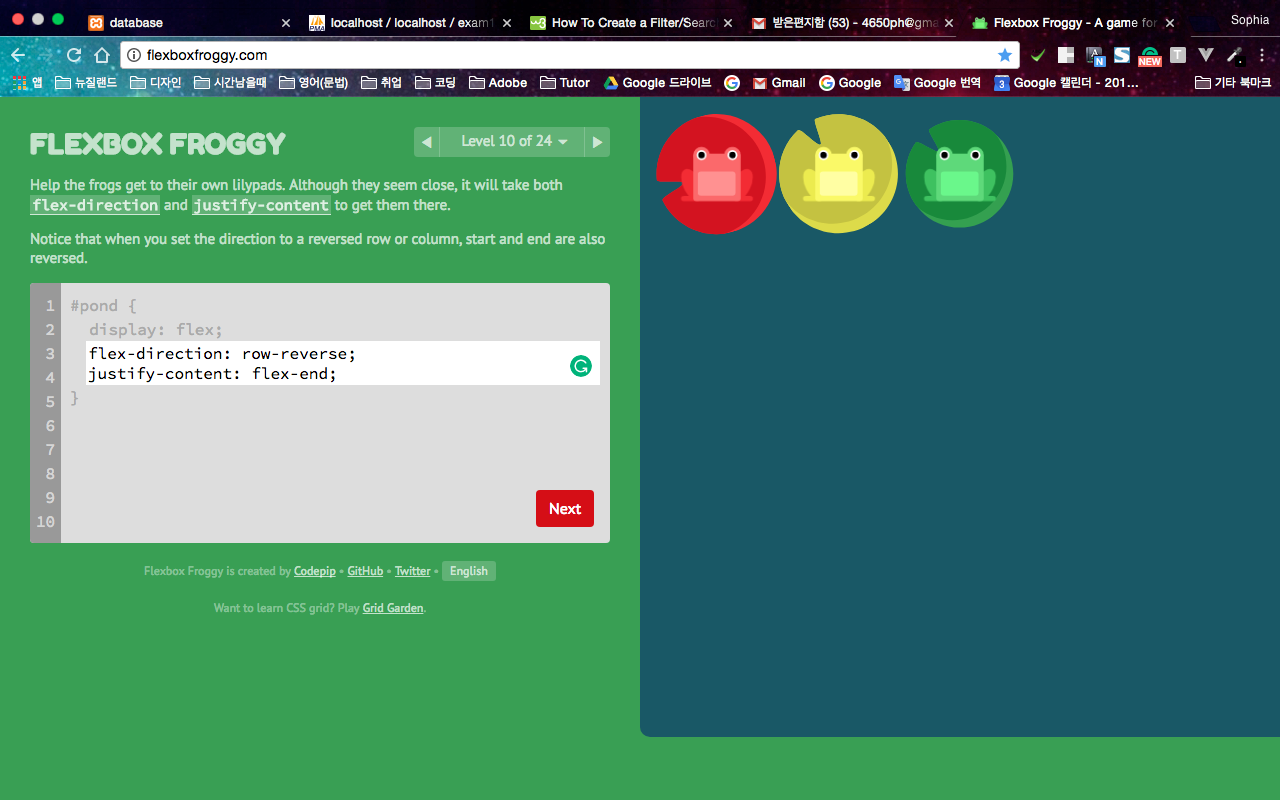 database
localhost / localhost / exam1
How To Create a Filter/Searc
받은편지함 (53) - 4650ph@gma
Flexbox Froggy - A game for
Sophia
flexboxfroggy.com
N
S
NEW
T
앱
뉴질랜드
디자인
시간남을때
영어(문법)
취업
코딩
Adobe
Tutor
Google 드라이브
Gmail
Google
Google 번역
3
Google 캘린더 - 201...
기타 북마크
FLEXBOX FROGGY
Level 10 of 24
Help the frogs get to their own lilypads. Although they seem close, it will take both
flex-direction and justify-content to get them there.
Notice that when you set the direction to a reversed row or column, start and end are also
reversed.
1 #pond {
2 display: flex;
3 flex-direction: row-reverse;
4 justify-content: flex-end;
5 }
6
7
8
9
10
Next
Flexbox Froggy is created by Codepip • GitHub • Twitter • English
Want to learn CSS grid? Play Grid Garden.